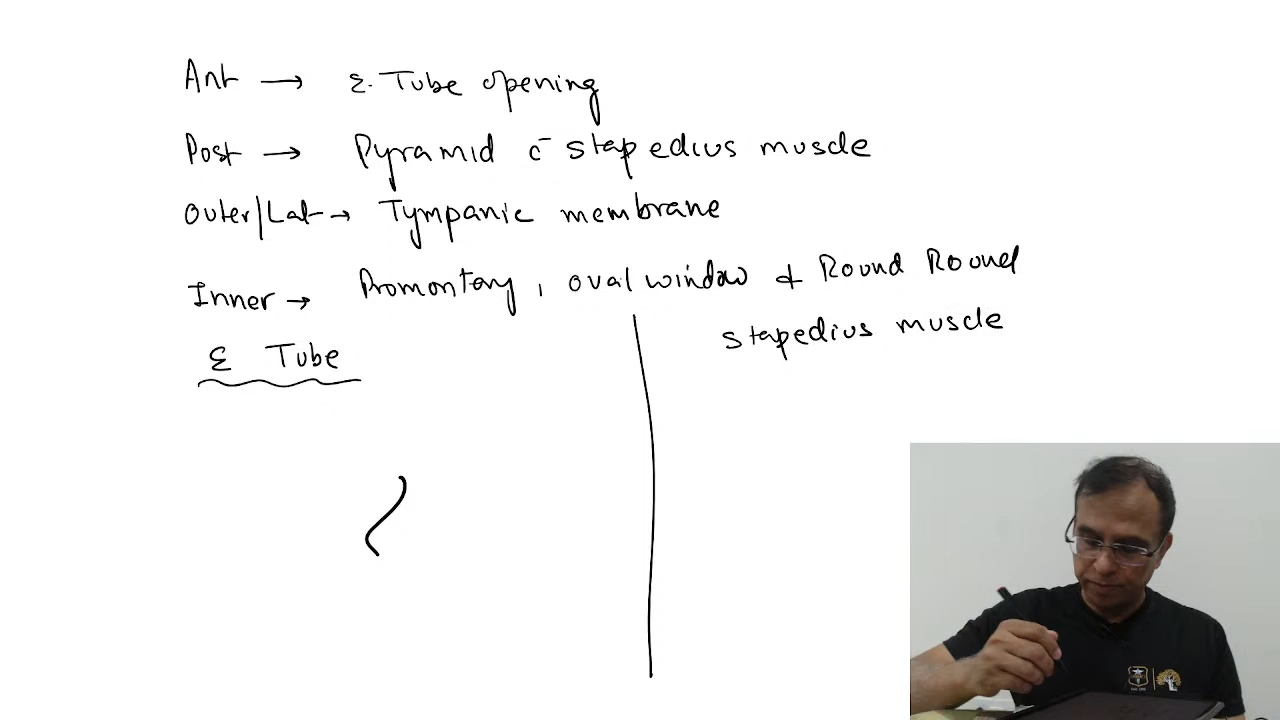 Ant → ε. Tube opening
Post → Pyramid c̄ stapedius muscle
Outer/Lat → Tympanic membrane
Inner → Promontory, oval window & Round Round
ε Tube
stapedius muscle